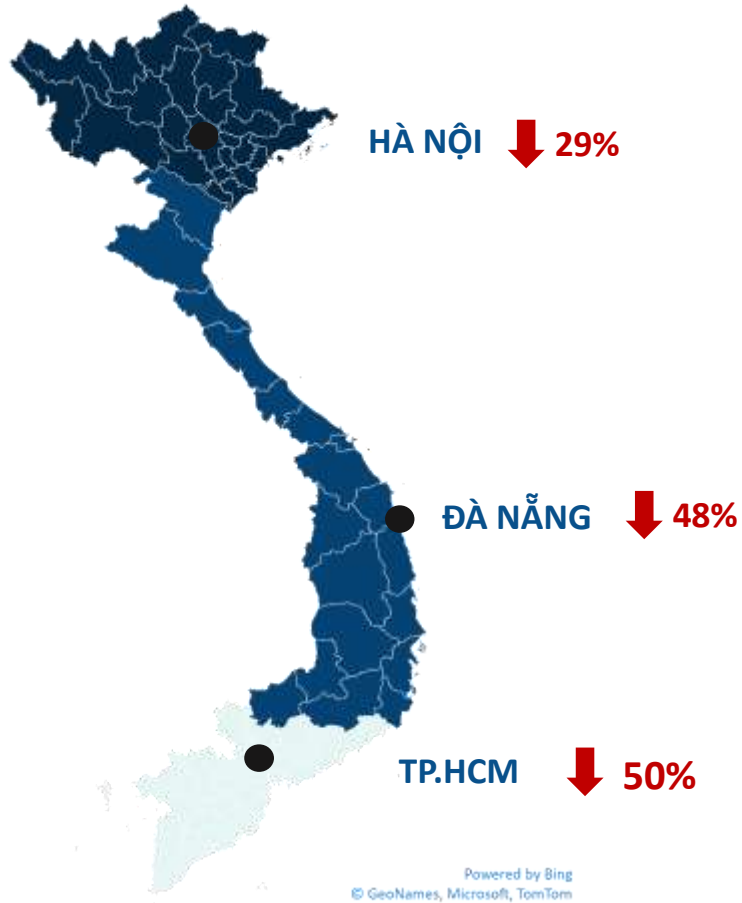 HÀ NỘI 29%
ĐÀ NẴNG 48%
TP.HCM 50%
Powered by Bing
© GeoNames, Microsoft, TomTom